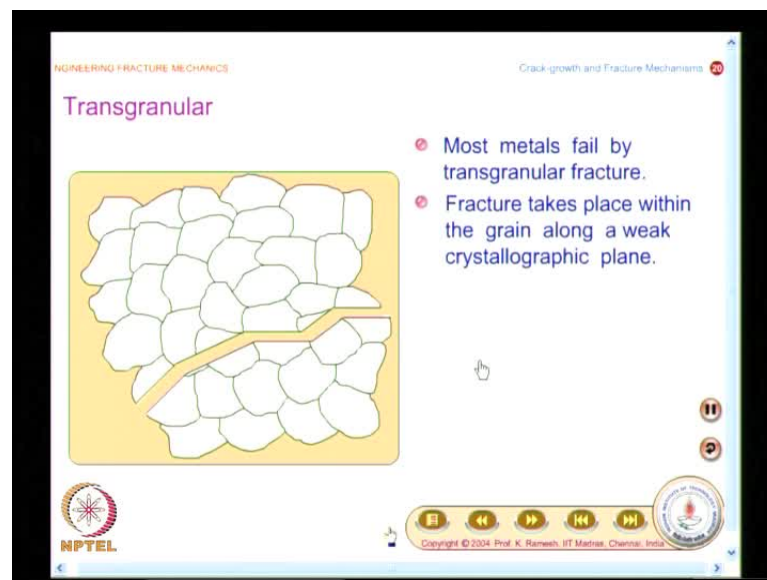 NGINEERING FRACTURE MECHANICS
Crack-growth and Fracture Mechanisms 20
Transgranular
Most metals fail by
transgranular fracture.
Fracture takes place within
the grain along a weak
crystallographic plane.
NPTEL
Copyright © 2004 Prof. K. Ramesh, IIT Madras, Chennai, India